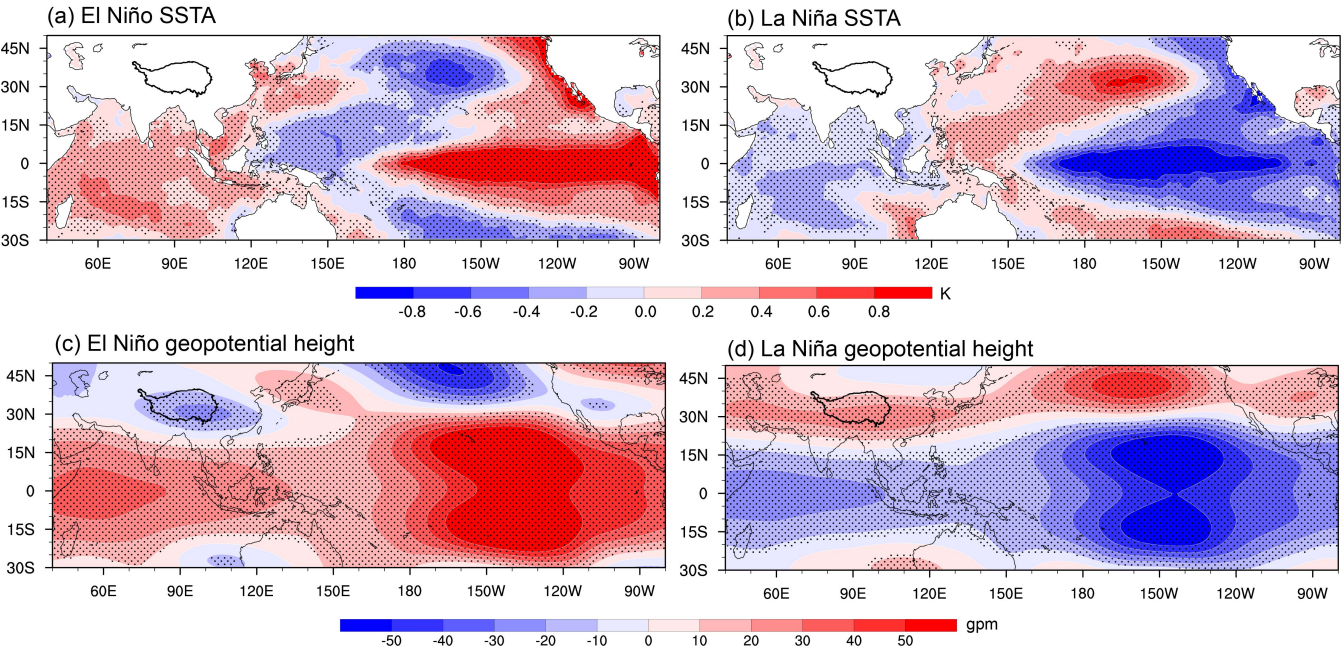 (a) El Niño SSTA
(b) La Niña SSTA
45N
30N
15N
0
15S
30S
60E 90E 120E 150E 180 150W 120W 90W
45N
30N
15N
0
15S
30S
60E 90E 120E 150E 180 150W 120W 90W
-0.8 -0.6 -0.4 -0.2 0.0 0.2 0.4 0.6 0.8 K
(c) El Niño geopotential height
(d) La Niña geopotential height
45N
30N
15N
0
15S
30S
60E 90E 120E 150E 180 150W 120W 90W
45N
30N
15N
0
15S
30S
60E 90E 120E 150E 180 150W 120W 90W
-50 -40 -30 -20 -10 0 10 20 30 40 50 gpm